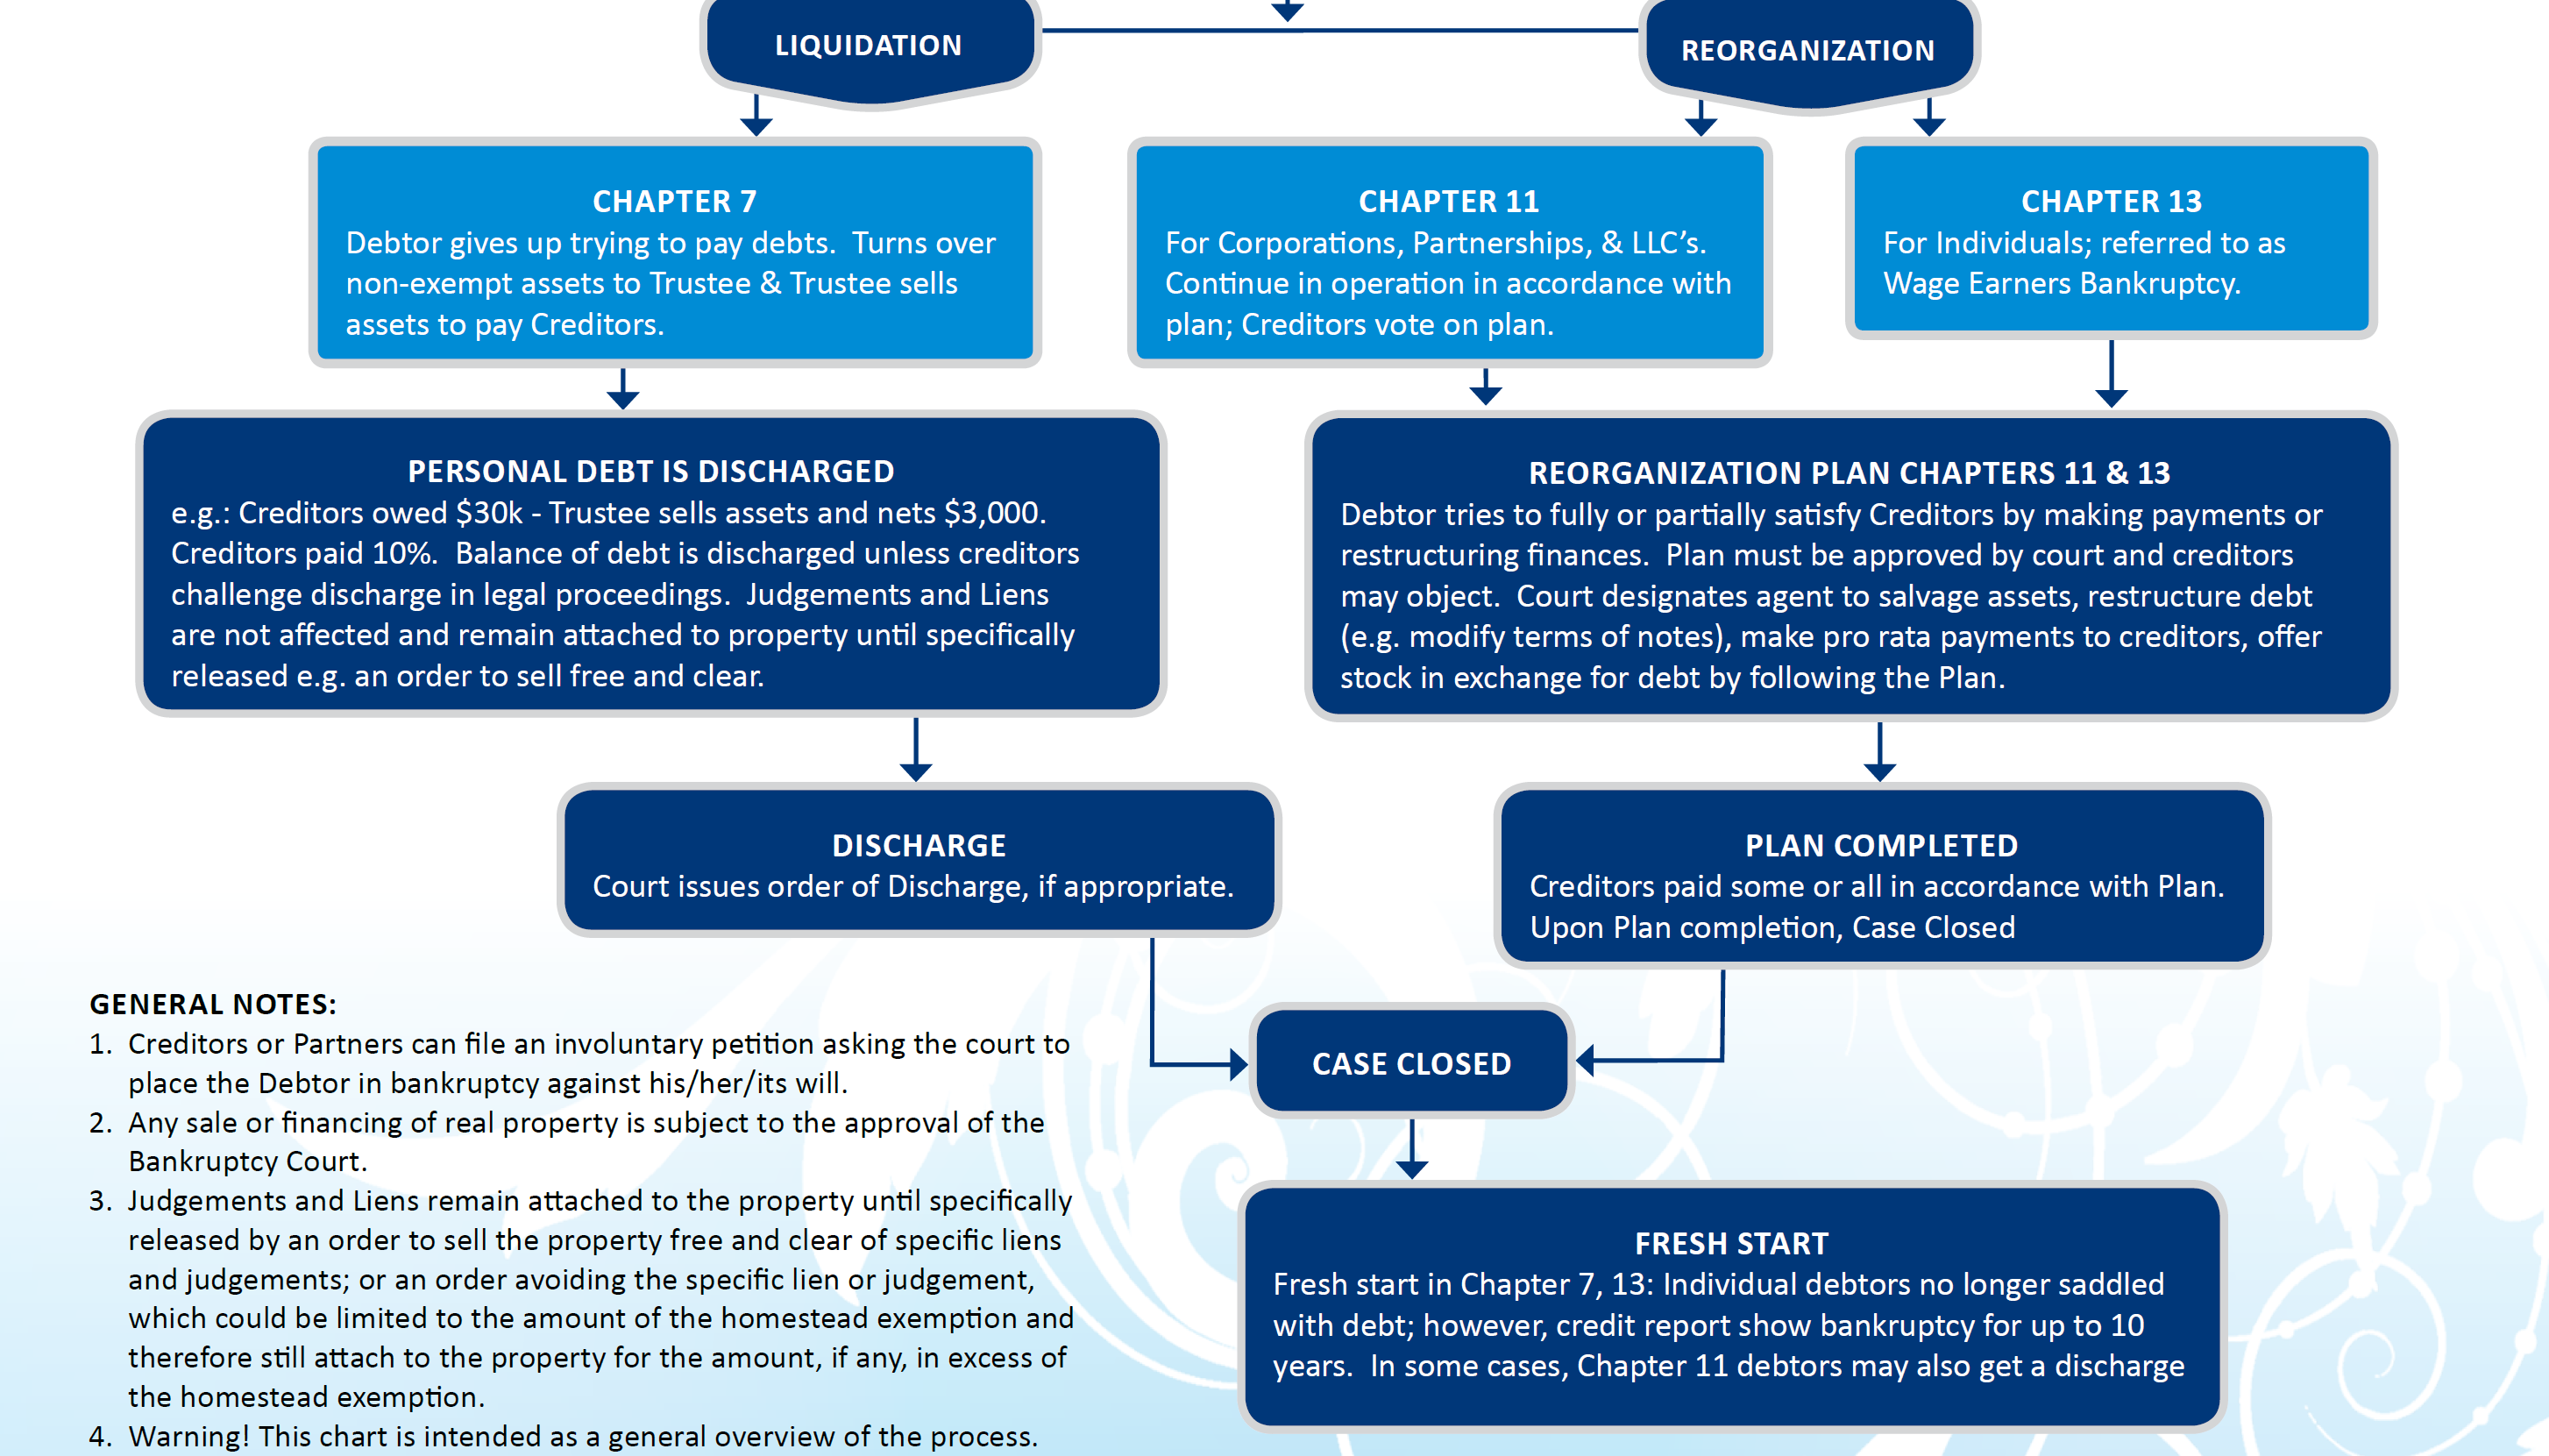 LIQUIDATION
REORGANIZATION
CHAPTER 7
Debtor gives up trying to pay debts.  Turns over
non-exempt assets to Trustee & Trustee sells
assets to pay Creditors.
CHAPTER 11
For Corporations, Partnerships, & LLC’s.
Continue in operation in accordance with
plan; Creditors vote on plan.
CHAPTER 13
For Individuals; referred to as
Wage Earners Bankruptcy.
PERSONAL DEBT IS DISCHARGED
e.g.: Creditors owed $30k - Trustee sells assets and nets $3,000.
Creditors paid 10%.  Balance of debt is discharged unless creditors
challenge discharge in legal proceedings.  Judgements and Liens
are not affected and remain attached to property until specifically
released e.g. an order to sell free and clear.
REORGANIZATION PLAN CHAPTERS 11 & 13
Debtor tries to fully or partially satisfy Creditors by making payments or
restructuring finances.  Plan must be approved by court and creditors
may object.  Court designates agent to salvage assets, restructure debt
(e.g. modify terms of notes), make pro rata payments to creditors, offer
stock in exchange for debt by following the Plan.
DISCHARGE
Court issues order of Discharge, if appropriate.
PLAN COMPLETED
Creditors paid some or all in accordance with Plan.
Upon Plan completion, Case Closed
GENERAL NOTES:
1.  Creditors or Partners can file an involuntary petition asking the court to
place the Debtor in bankruptcy against his/her/its will.
2.  Any sale or financing of real property is subject to the approval of the
Bankruptcy Court.
3.  Judgements and Liens remain attached to the property until specifically
released by an order to sell the property free and clear of specific liens
and judgements; or an order avoiding the specific lien or judgement,
which could be limited to the amount of the homestead exemption and
therefore still attach to the property for the amount, if any, in excess of
the homestead exemption.
4.  Warning! This chart is intended as a general overview of the process.
CASE CLOSED
FRESH START
Fresh start in Chapter 7, 13: Individual debtors no longer saddled
with debt; however, credit report show bankruptcy for up to 10
years.  In some cases, Chapter 11 debtors may also get a discharge